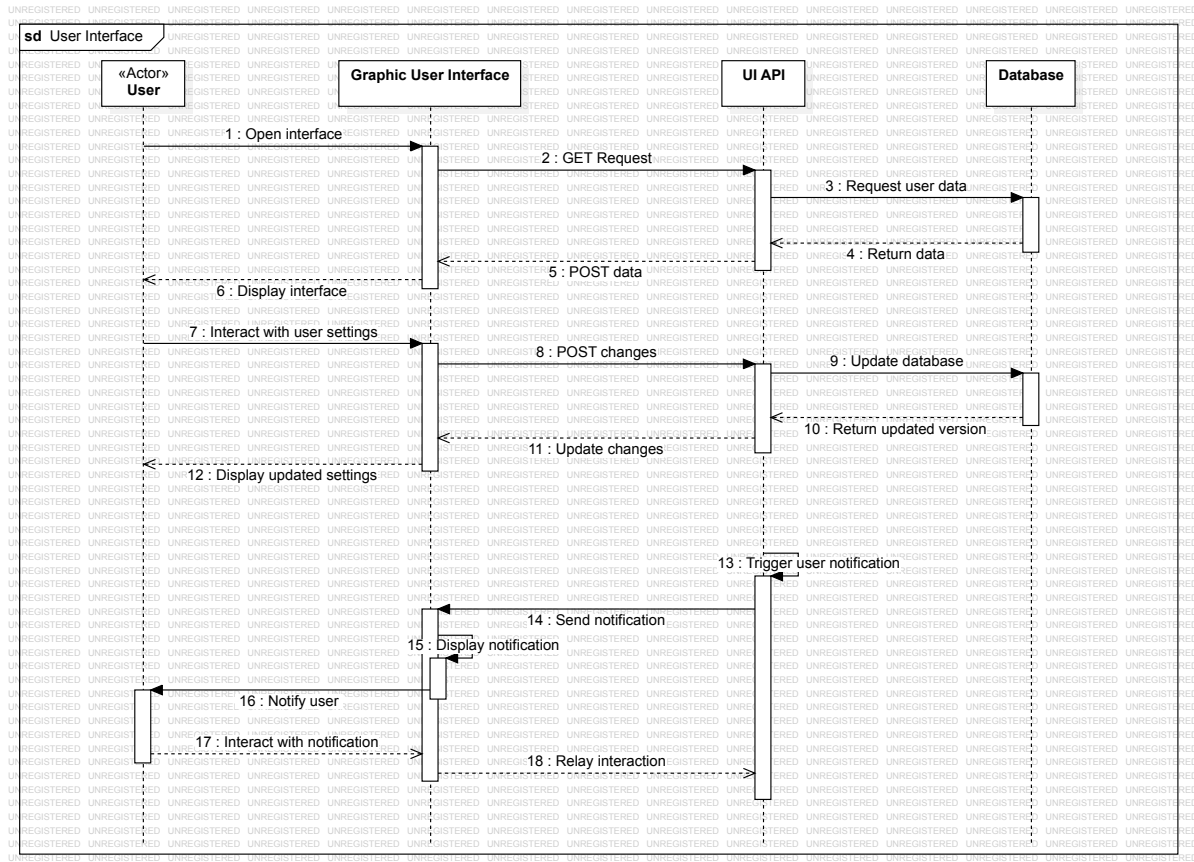 sd User Interface
«Actor»
User
Graphic User Interface
UI API
Database
1 : Open interface
2 : GET Request
3 : Request user data
4 : Return data
5 : POST data
6 : Display interface
7 : Interact with user settings
8 : POST changes
9 : Update database
10 : Return updated version
11 : Update changes
12 : Display updated settings
13 : Trigger user notification
14 : Send notification
15 : Display notification
16 : Notify user
17 : Interact with notification
18 : Relay interaction
UNREGISTERED